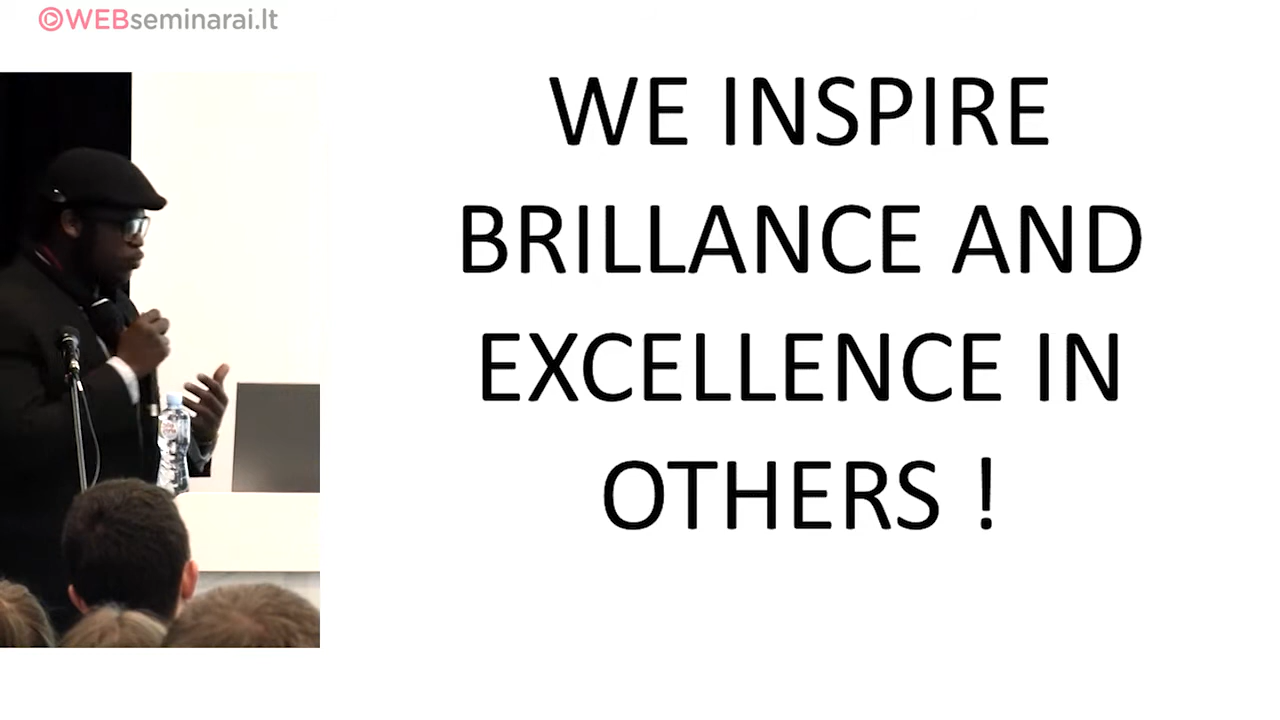 ©WEBseminarai.lt
WE INSPIRE
BRILLANCE AND
EXCELLENCE IN
OTHERS !